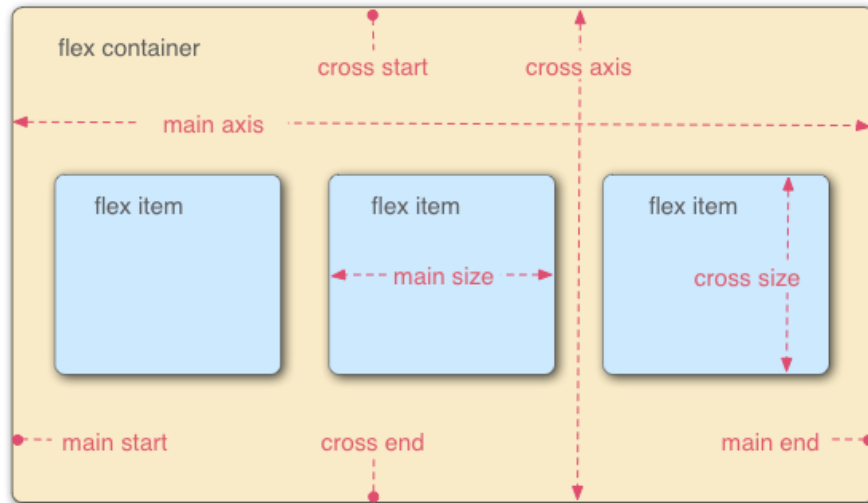 flex container
cross start
cross axis
main axis
flex item
flex item
flex item
main size
cross size
main start
cross end
main end